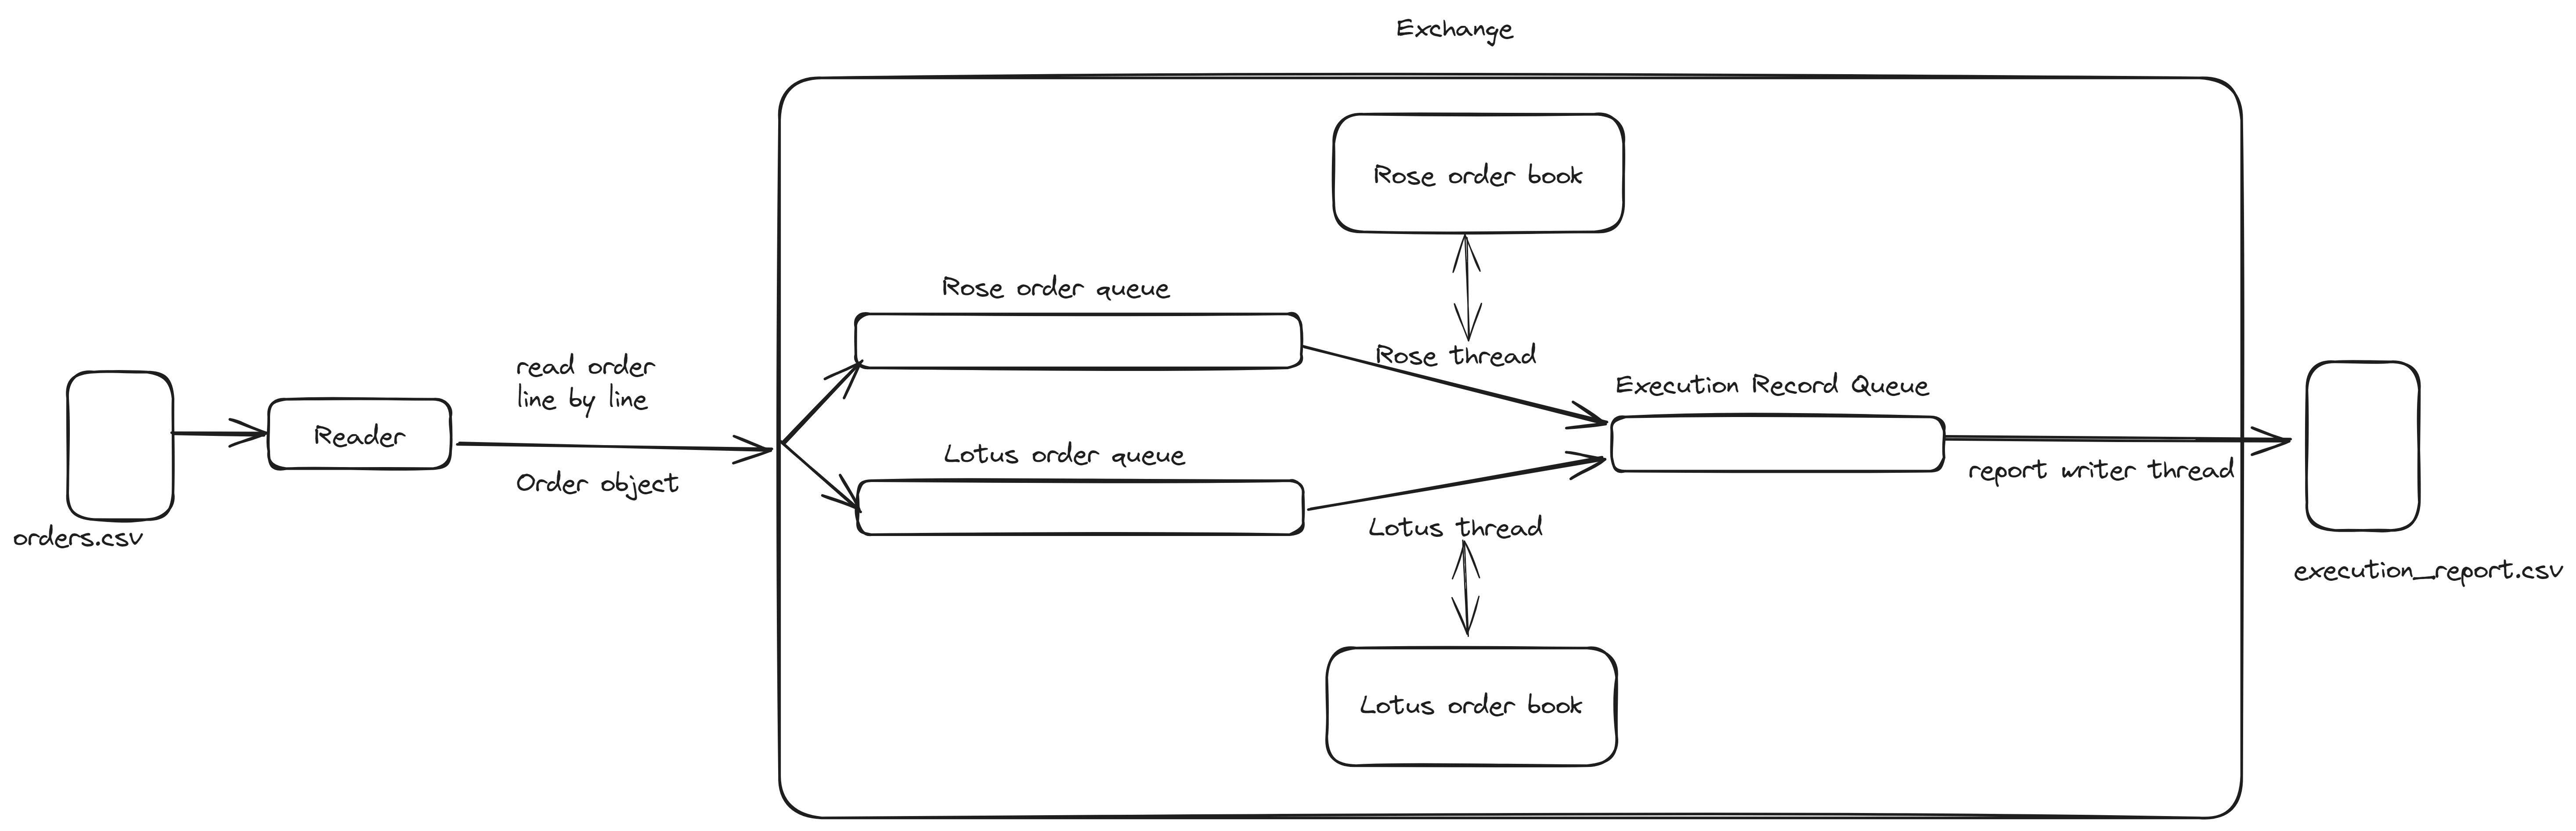 Exchange
Rose order book
Rose order queue
Rose thread
read order
line by line
Execution Record Queue
Reader
Lotus order queue
Order object
report writer thread
Lotus thread
orders.csv
execution_report.csv
Lotus order book